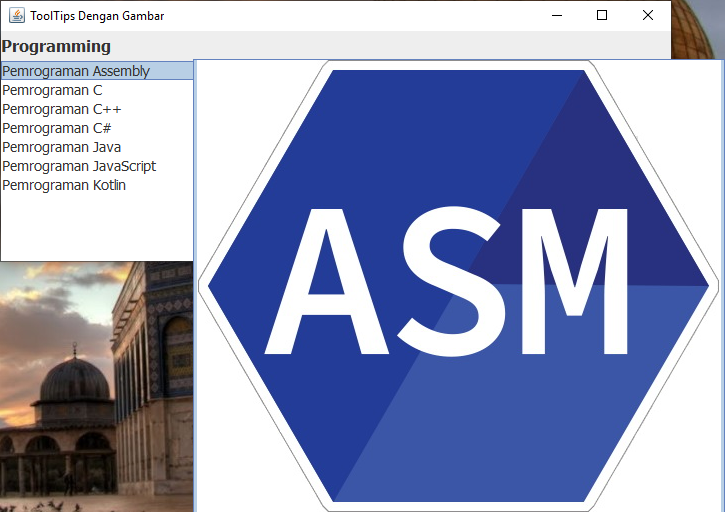 ToolTips Dengan Gambar
Programming
Pemrograman Assembly
Pemrograman C
Pemrograman C++
Pemrograman C#
Pemrograman Java
Pemrograman JavaScript
Pemrograman Kotlin
ASM